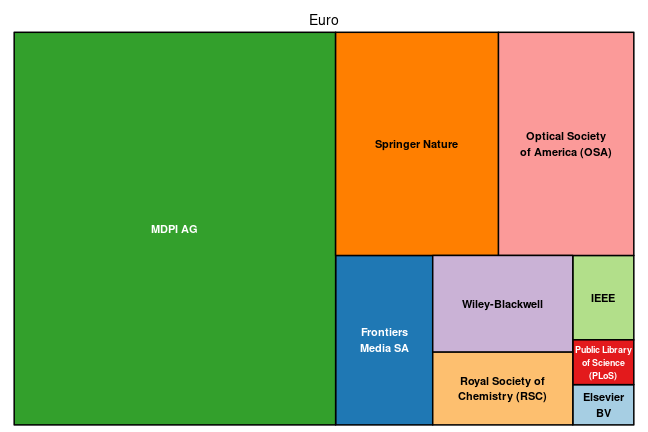 Euro
MDPI AG
Springer Nature
Optical Society
of America (OSA)
Frontiers
Media SA
Wiley-Blackwell
Royal Society of
Chemistry (RSC)
IEEE
Public Library
of Science
(PLoS)
Elsevier
BV